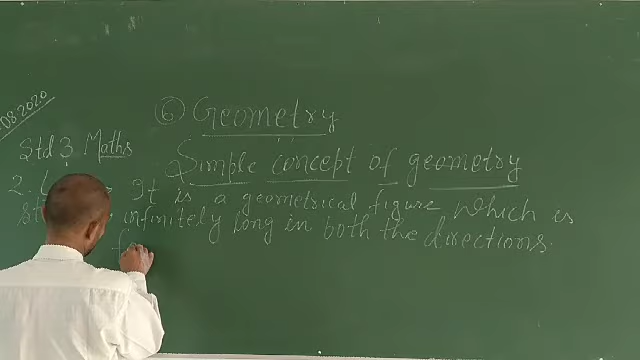 08.2020
⑥ Geometry
Std 3 Maths
Simple concept of geometry
2. It is a geometrical figure which is
infinitely long in both the directions.